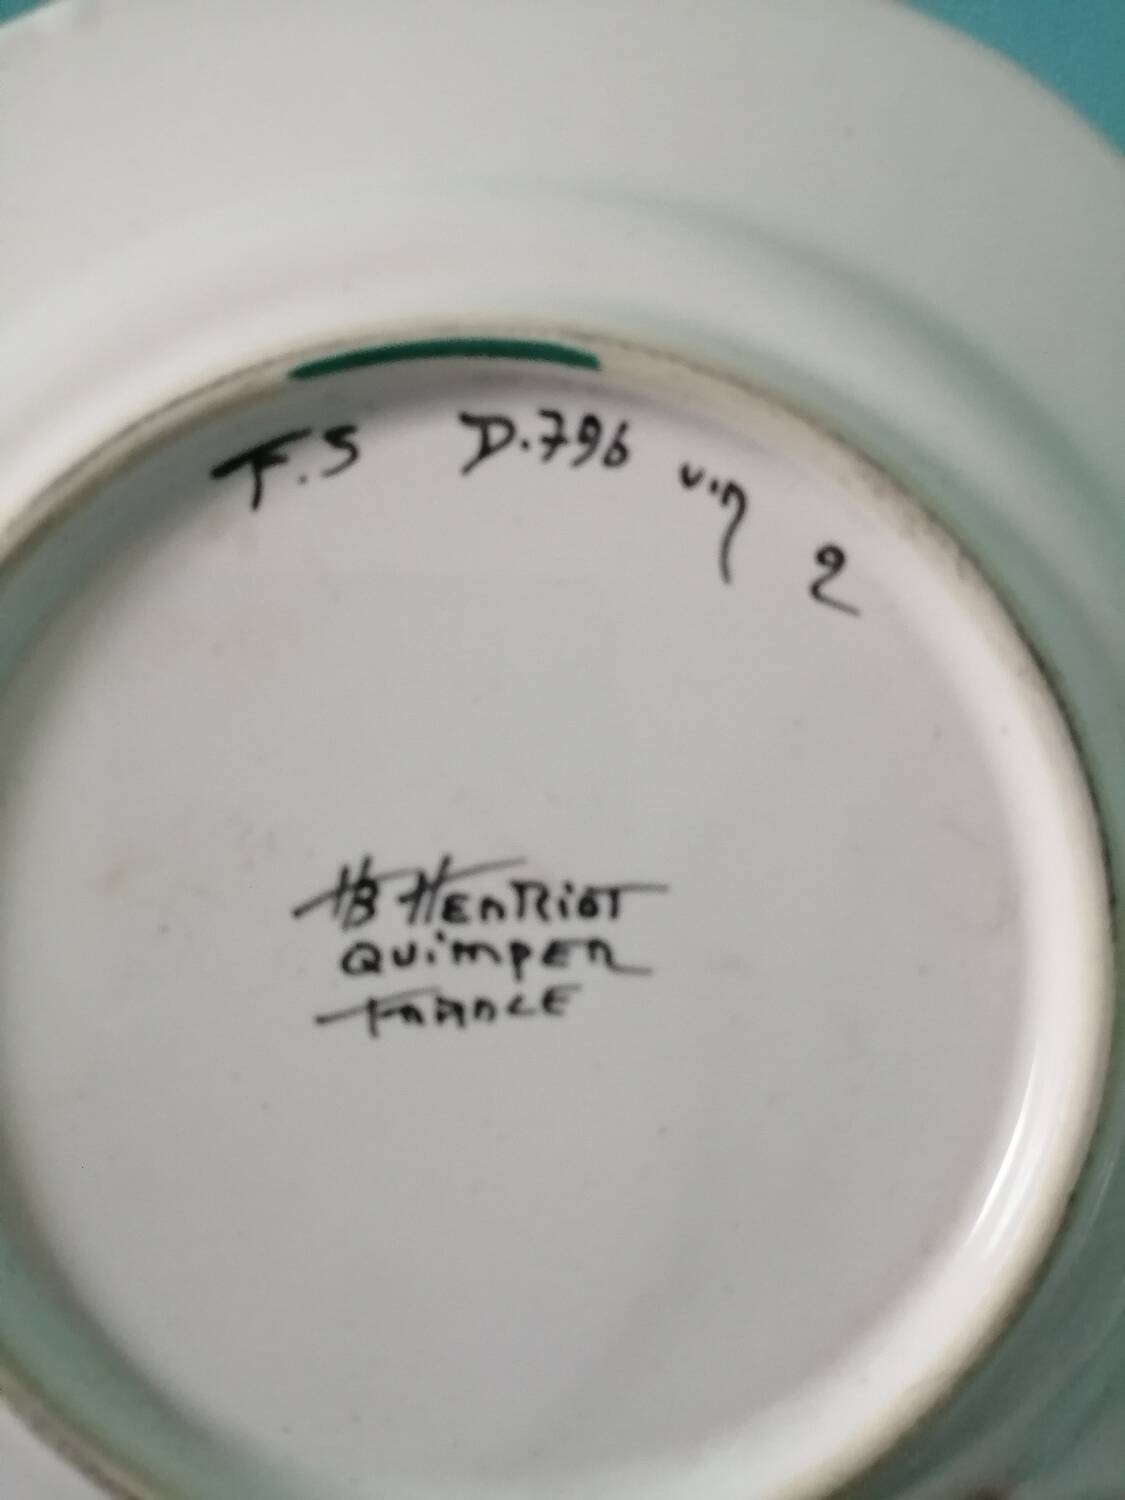 F.S D.796 v.n 2
HB HENRiOT
QUimPER
FRANCE